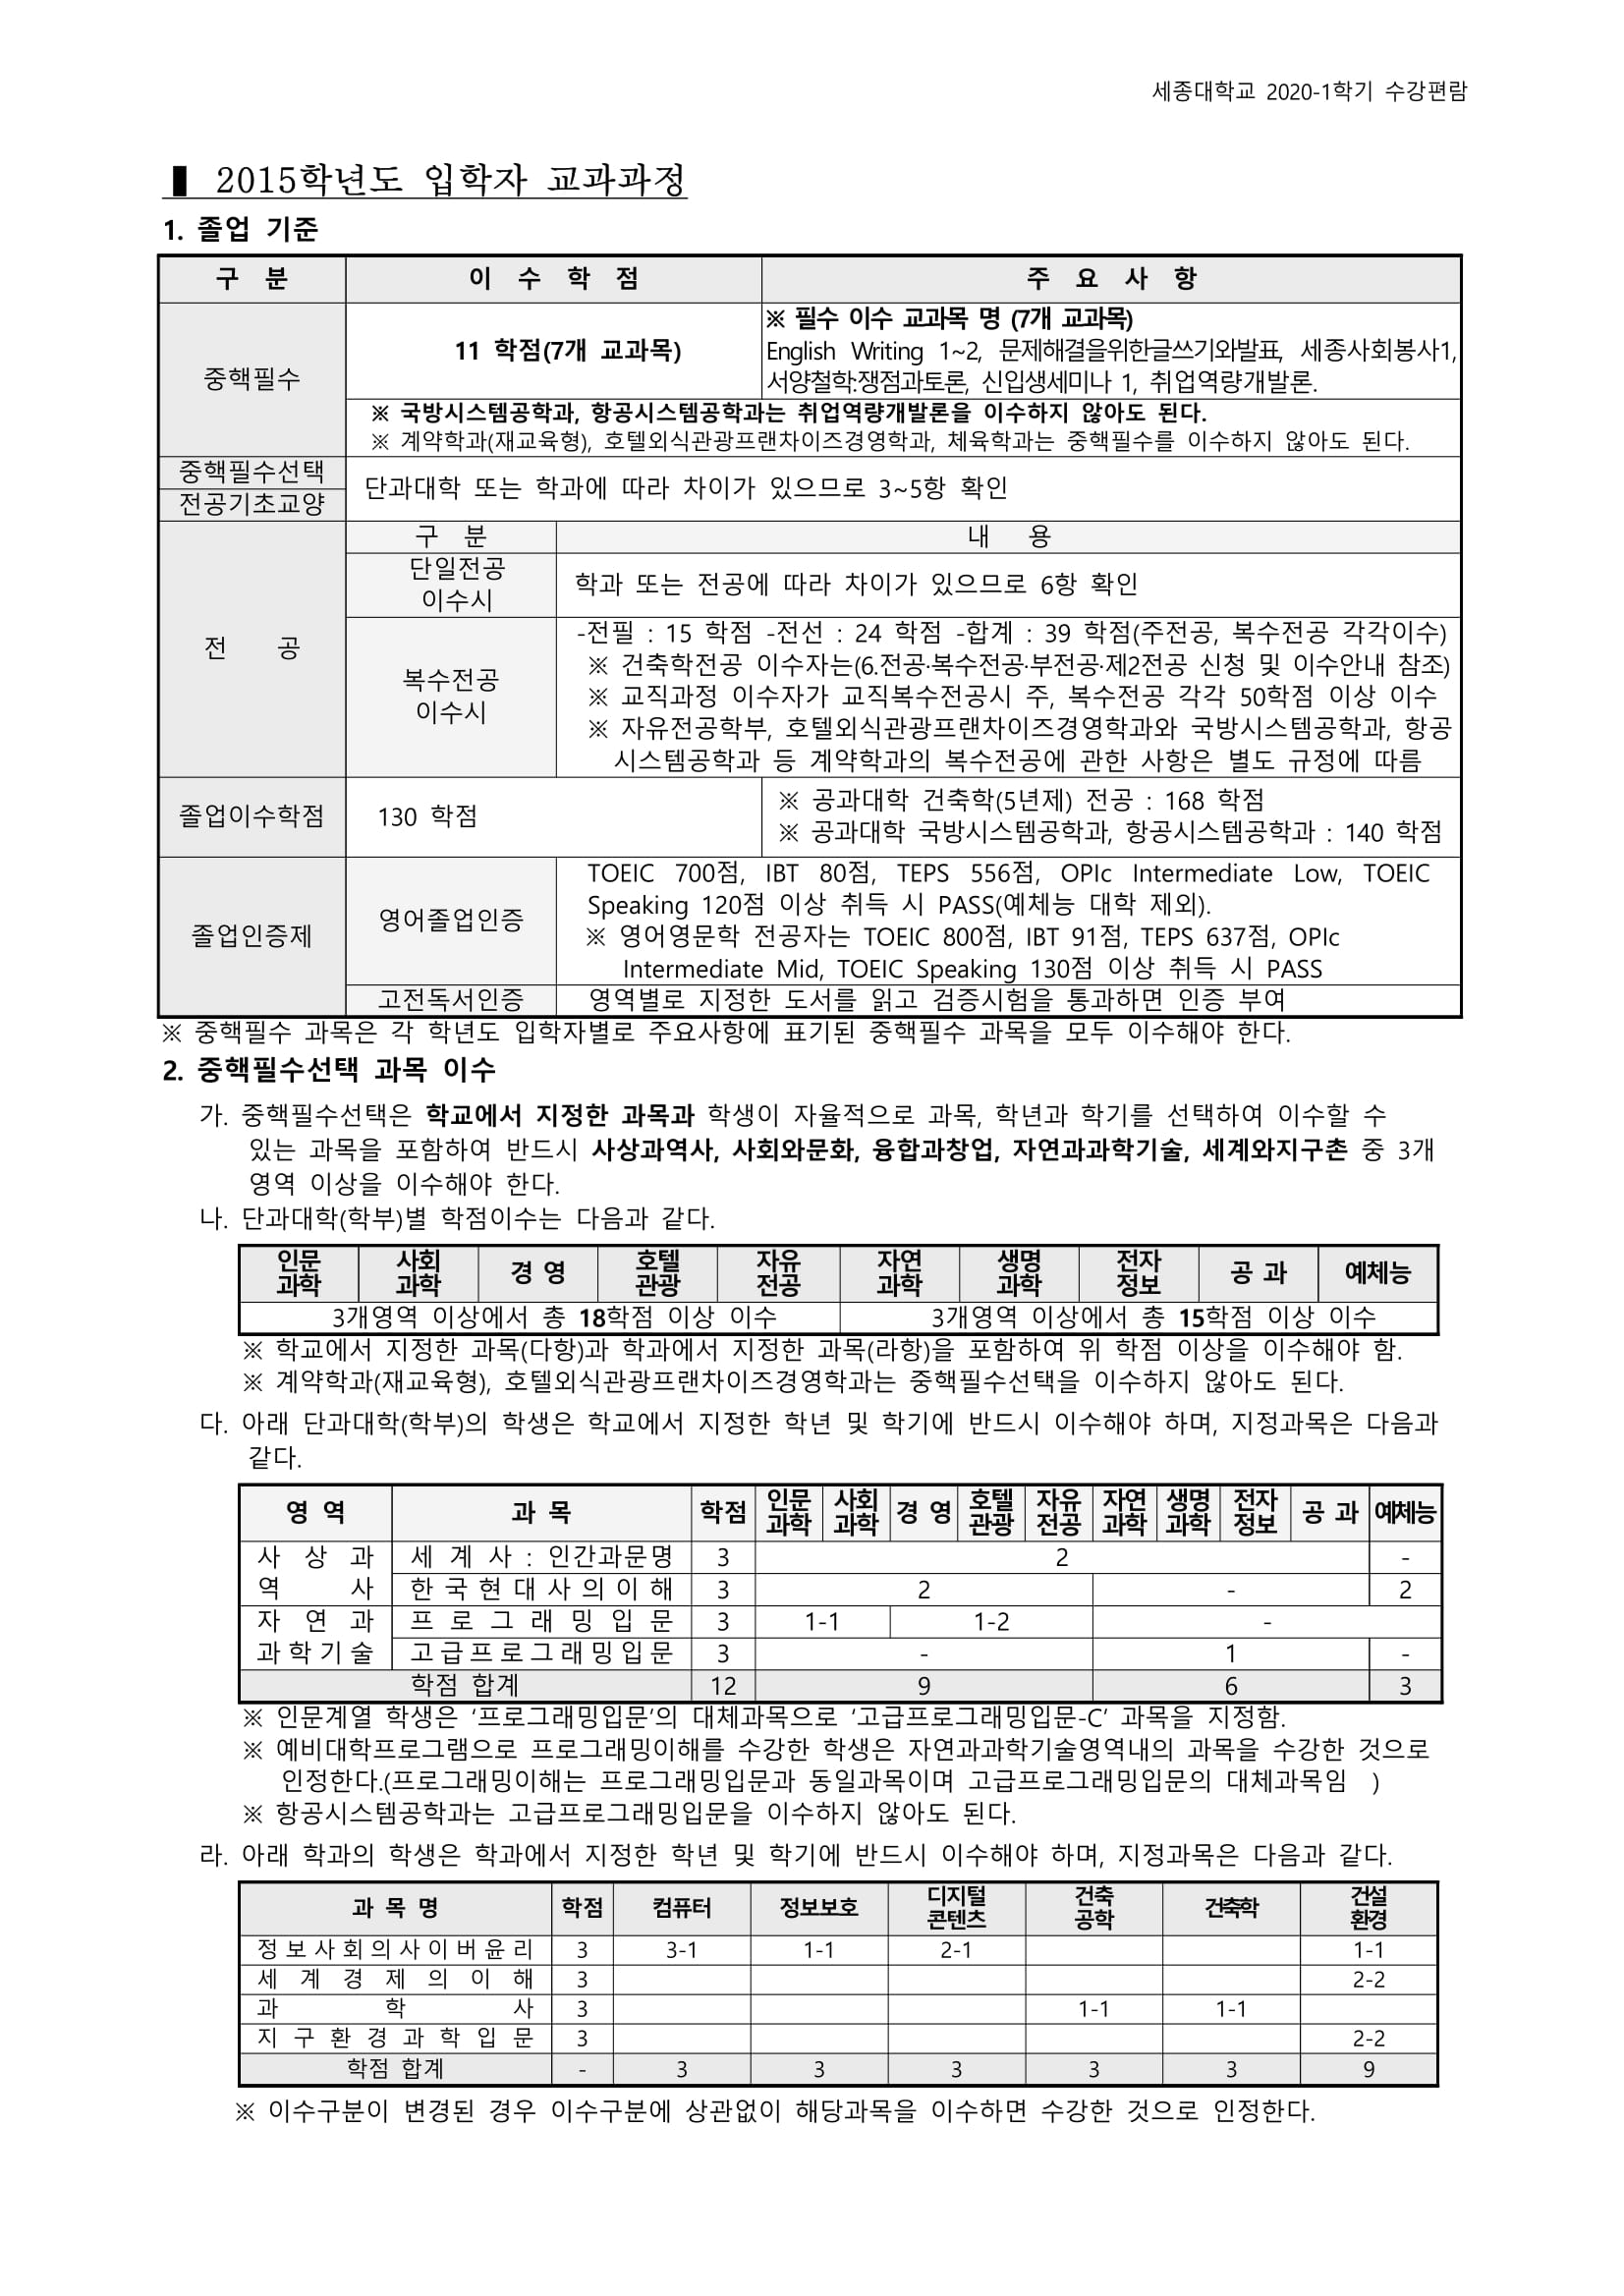 세종대학교 2020-1학기 수강편람
▌ 2015학년도 입학자 교과과정
1. 졸업 기준
구 분 이 수 학 점 주 요 사 항
중핵필수 11 학점(7개 교과목)
※ 필수 이수 교과목 명 (7개 교과목)
English Writing 1~2, 문제해결을위한글쓰기와발표, 세종사회봉사1,
서양철학:쟁점과토론, 신입생세미나 1, 취업역량개발론.
※ 국방시스템공학과, 항공시스템공학과는 취업역량개발론을 이수하지 않아도 된다.
※ 계약학과(재교육형), 호텔외식관광프랜차이즈경영학과, 체육학과는 중핵필수를 이수하지 않아도 된다.
중핵필수선택
전공기초교양
단과대학 또는 학과에 따라 차이가 있으므로 3~5항 확인
전 공
구 분 내 용
단일전공
이수시
학과 또는 전공에 따라 차이가 있으므로 6항 확인
복수전공
이수시
-전필 : 15 학점 -전선 : 24 학점 -합계 : 39 학점(주전공, 복수전공 각각이수)
※ 건축학전공 이수자는(6.전공·복수전공·부전공·제2전공 신청 및 이수안내 참조)
※ 교직과정 이수자가 교직복수전공시 주, 복수전공 각각 50학점 이상 이수
※ 자유전공학부, 호텔외식관광프랜차이즈경영학과와 국방시스템공학과, 항공
시스템공학과 등 계약학과의 복수전공에 관한 사항은 별도 규정에 따름
졸업이수학점 130 학점
※ 공과대학 건축학(5년제) 전공 : 168 학점
※ 공과대학 국방시스템공학과, 항공시스템공학과 : 140 학점
졸업인증제
영어졸업인증
TOEIC 700점, IBT 80점, TEPS 556점, OPIc Intermediate Low, TOEIC
Speaking 120점 이상 취득 시 PASS(예체능 대학 제외).
※ 영어영문학 전공자는 TOEIC 800점, IBT 91점, TEPS 637점, OPIc
Intermediate Mid, TOEIC Speaking 130점 이상 취득 시 PASS
고전독서인증 영역별로 지정한 도서를 읽고 검증시험을 통과하면 인증 부여
※ 중핵필수 과목은 각 학년도 입학자별로 주요사항에 표기된 중핵필수 과목을 모두 이수해야 한다.
2. 중핵필수선택 과목 이수
가. 중핵필수선택은 학교에서 지정한 과목과 학생이 자율적으로 과목, 학년과 학기를 선택하여 이수할 수
있는 과목을 포함하여 반드시 사상과역사, 사회와문화, 융합과창업, 자연과과학기술, 세계와지구촌 중 3개
영역 이상을 이수해야 한다.
나. 단과대학(학부)별 학점이수는 다음과 같다.
인문과학 사회과학 경 영 호텔관광 자유전공 자연과학 생명과학 전자정보 공 과 예체능
3개영역 이상에서 총 18학점 이상 이수 3개영역 이상에서 총 15학점 이상 이수
※ 학교에서 지정한 과목(다항)과 학과에서 지정한 과목(라항)을 포함하여 위 학점 이상을 이수해야 함.
※ 계약학과(재교육형), 호텔외식관광프랜차이즈경영학과는 중핵필수선택을 이수하지 않아도 된다.
다. 아래 단과대학(학부)의 학생은 학교에서 지정한 학년 및 학기에 반드시 이수해야 하며, 지정과목은 다음과
같다.
영 역 과 목 학점 인문과학 사회과학 경 영 호텔관광 자유전공 자연과학 생명과학 전자정보 공 과 예체능
사 상 과 세 계 사 : 인간과문명 3 2 -
역 사 한 국 현 대 사 의 이 해 3 2 - 2
자 연 과 프 로 그 래 밍 입 문 3 1-1 1-2 -
과 학 기 술 고 급 프 로 그 래 밍 입 문 3 - 1 -
학점 합계 12 9 6 3
※ 인문계열 학생은 ‘프로그래밍입문‘의 대체과목으로 ‘고급프로그래밍입문-C’ 과목을 지정함.
※ 예비대학프로그램으로 프로그래밍이해를 수강한 학생은 자연과과학기술영역내의 과목을 수강한 것으로
인정한다.(프로그래밍이해는 프로그래밍입문과 동일과목이며 고급프로그래밍입문의 대체과목임 )
※ 항공시스템공학과는 고급프로그래밍입문을 이수하지 않아도 된다.
라. 아래 학과의 학생은 학과에서 지정한 학년 및 학기에 반드시 이수해야 하며, 지정과목은 다음과 같다.
과 목 명 학점 컴퓨터 정보보호 디지털콘텐츠 건축공학 건축학 건설환경
정 보 사 회 의 사 이 버 윤 리 3 3-1 1-1 2-1 1-1
세 계 경 제 의 이 해 3 2-2
과 학 사 3 1-1 1-1
지 구 환 경 과 학 입 문 3 2-2
학점 합계 - 3 3 3 3 3 9
※ 이수구분이 변경된 경우 이수구분에 상관없이 해당과목을 이수하면 수강한 것으로 인정한다.